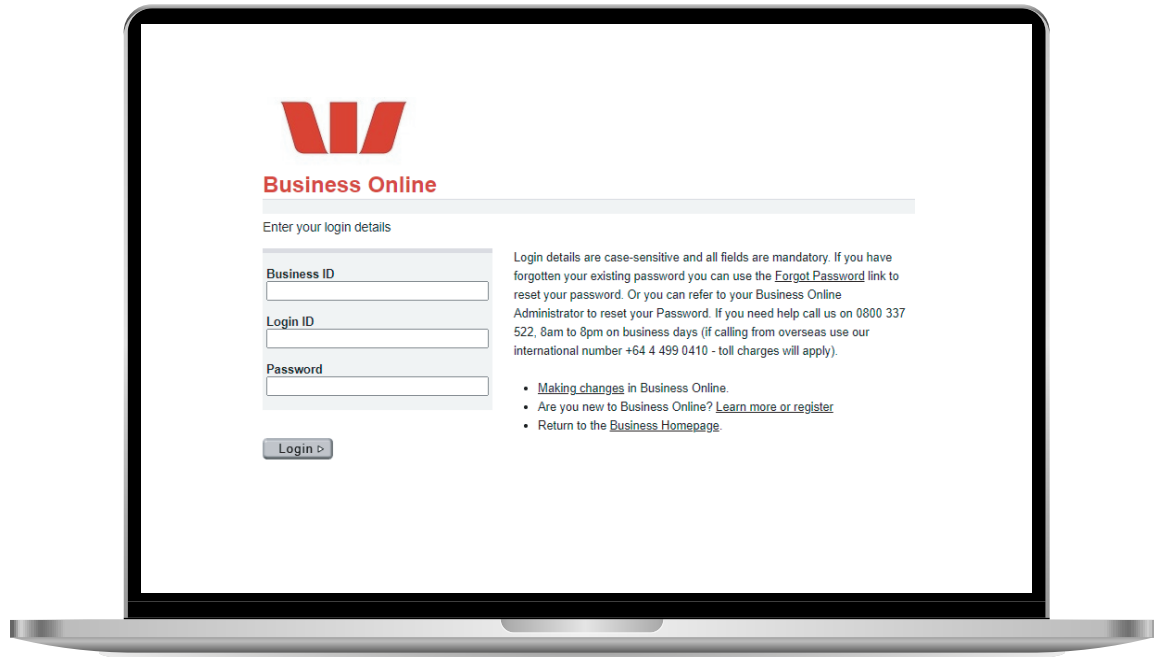 Business Online
Enter your login details
Business ID
Login ID
Password
Login
Login details are case-sensitive and all fields are mandatory. If you have
forgotten your existing password you can use the Forgot Password link to
reset your password. Or you can refer to your Business Online
Administrator to reset your Password. If you need help call us on 0800 337
522, 8am to 8pm on business days (if calling from overseas use our
international number +64 4 499 0410 - toll charges will apply).
• Making changes in Business Online.
• Are you new to Business Online? Learn more or register
• Return to the Business Homepage.